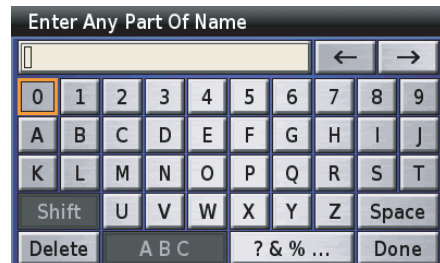 Enter Any Part Of Name
← →
0 1 2 3 4 5 6 7 8 9
A B C D E F G H I J
K L M N O P Q R S T
Shift U V W X Y Z Space
Delete A B C ? & % ... Done